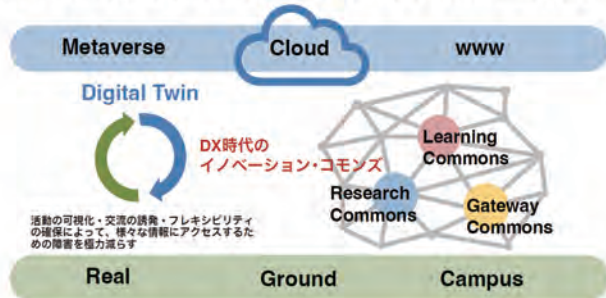 Metaverse
Cloud
www
Digital Twin
DX時代の
イノベーション・コモンズ
Learning
Commons
Research
Commons
Gateway
Commons
活動の可視化・交流の誘発・フレキシビリティ
の確保によって、様々な情報にアクセスするた
めの障害を極力減らす
Real
Ground
Campus